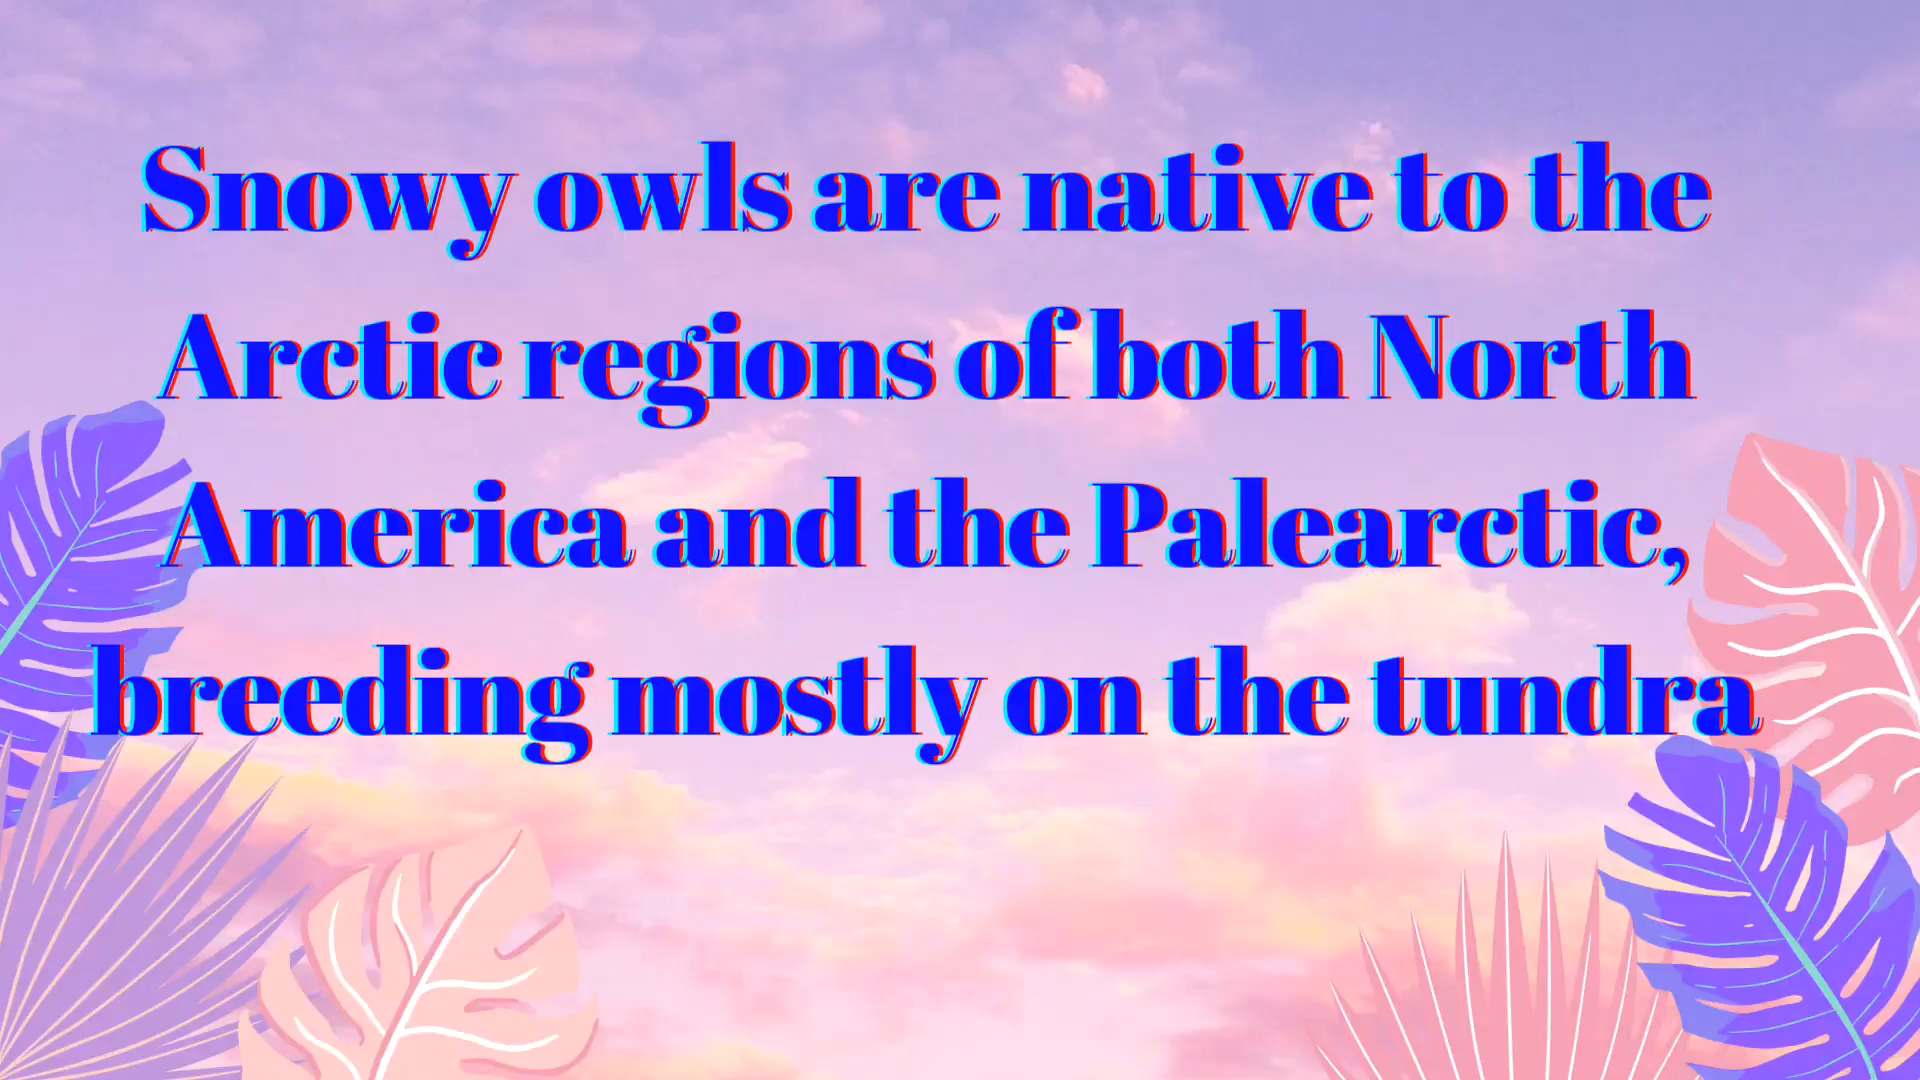 Snowy owls are native to the
Arctic regions of both North
America and the Palearctic,
breeding mostly on the tundra